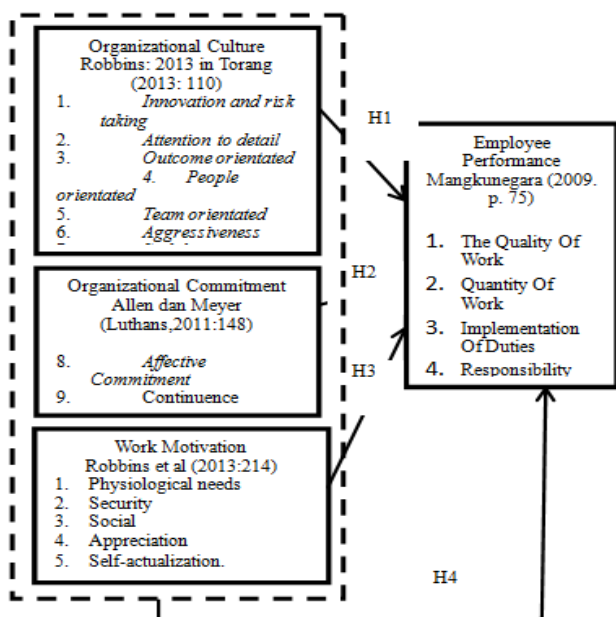 Organizational Culture
Robbins: 2013 in Torang
(2013: 110)
1. Innovation and risk
taking
2. Attention to detail
3. Outcome orientated
4. People
orientated
5. Team orientated
6. Aggressiveness
H1
Employee
Performance
Mangkunegara (2009.
p. 75)
1. The Quality Of
Work
2. Quantity Of
Work
3. Implementation
Of Duties
4. Responsibility
H2
Organizational Commitment
Allen dan Meyer
(Luthans,2011:148)
8. Affective
Commitment
9. Continuence
H3
Work Motivation
Robbins et al (2013:214)
1. Physiological needs
2. Security
3. Social
4. Appreciation
5. Self-actualization.
H4